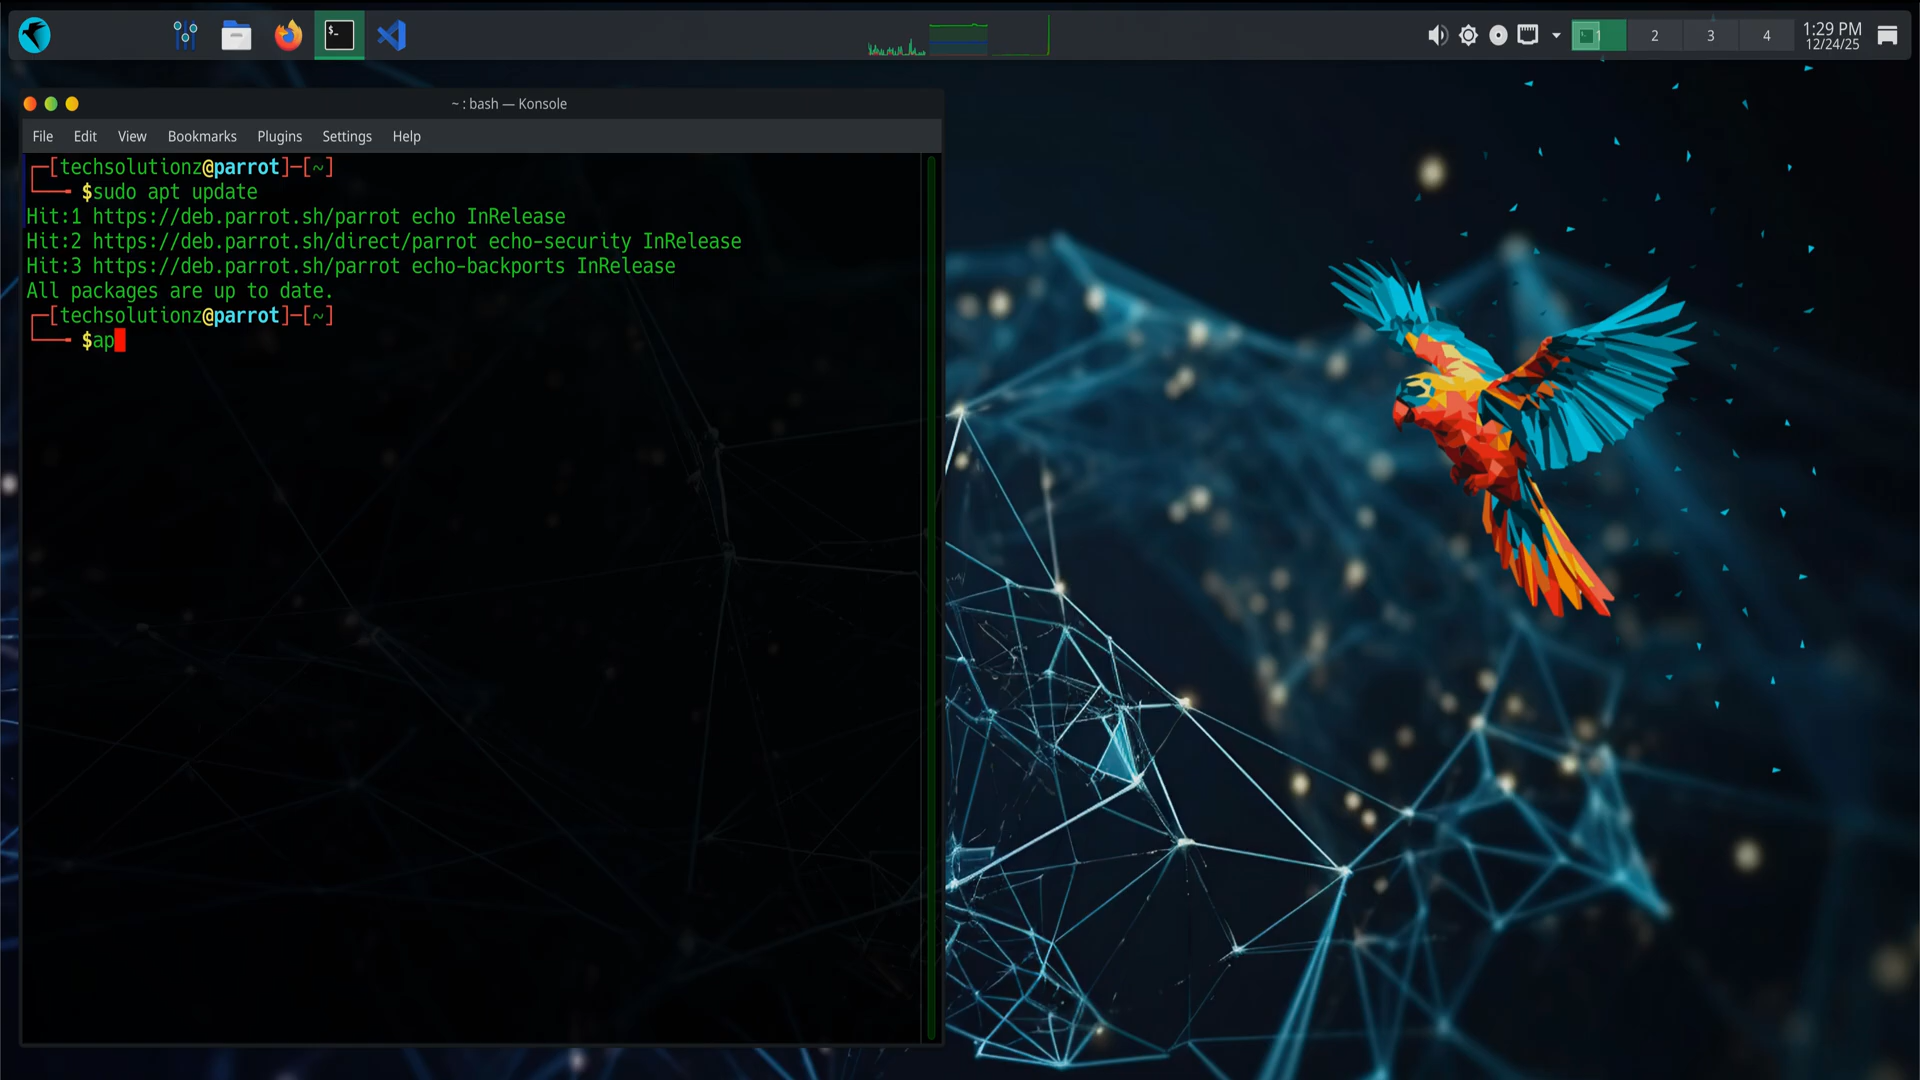 1
2
3
4
1:29 PM
12/24/25
~ : bash — Konsole
File Edit View Bookmarks Plugins Settings Help
┌─[techsolutionz@parrot]─[~]
└──╼ $sudo apt update
Hit:1 https://deb.parrot.sh/parrot echo InRelease
Hit:2 https://deb.parrot.sh/direct/parrot echo-security InRelease
Hit:3 https://deb.parrot.sh/parrot echo-backports InRelease
All packages are up to date.
┌─[techsolutionz@parrot]─[~]
└──╼ $ap